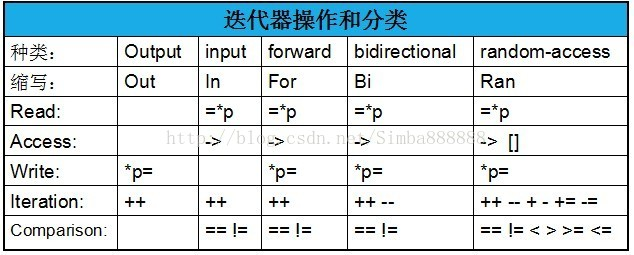 迭代器操作和分类
种类： Output input forward bidirectional random-access
缩写： Out In For Bi Ran
Read: =*p =*p =*p =*p
Access: -> -> -> -> []
http://blog.csdn.net/Simba888888
Write: *p= *p= *p= *p=
Iteration: ++ ++ ++ ++ -- ++ -- + - += -=
Comparison: == != == != == != == != < > >= <=